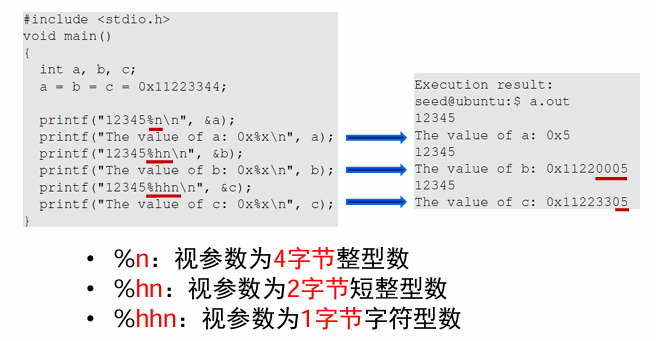 #include <stdio.h>
void main()
{
int a, b, c;
a = b = c = 0x11223344;
printf("12345%n\n", &a);
printf("The value of a: 0x%x\n", a);
printf("12345%hn\n", &b);
printf("The value of b: 0x%x\n", b);
printf("12345%hhn\n", &c);
printf("The value of c: 0x%x\n", c);
}
Execution result:
seed@ubuntu:$ a.out
12345
The value of a: 0x5
12345
The value of b: 0x11220005
12345
The value of c: 0x11223305
• %n：视参数为4字节整型数
• %hn：视参数为2字节短整型数
• %hhn：视参数为1字节字符型数